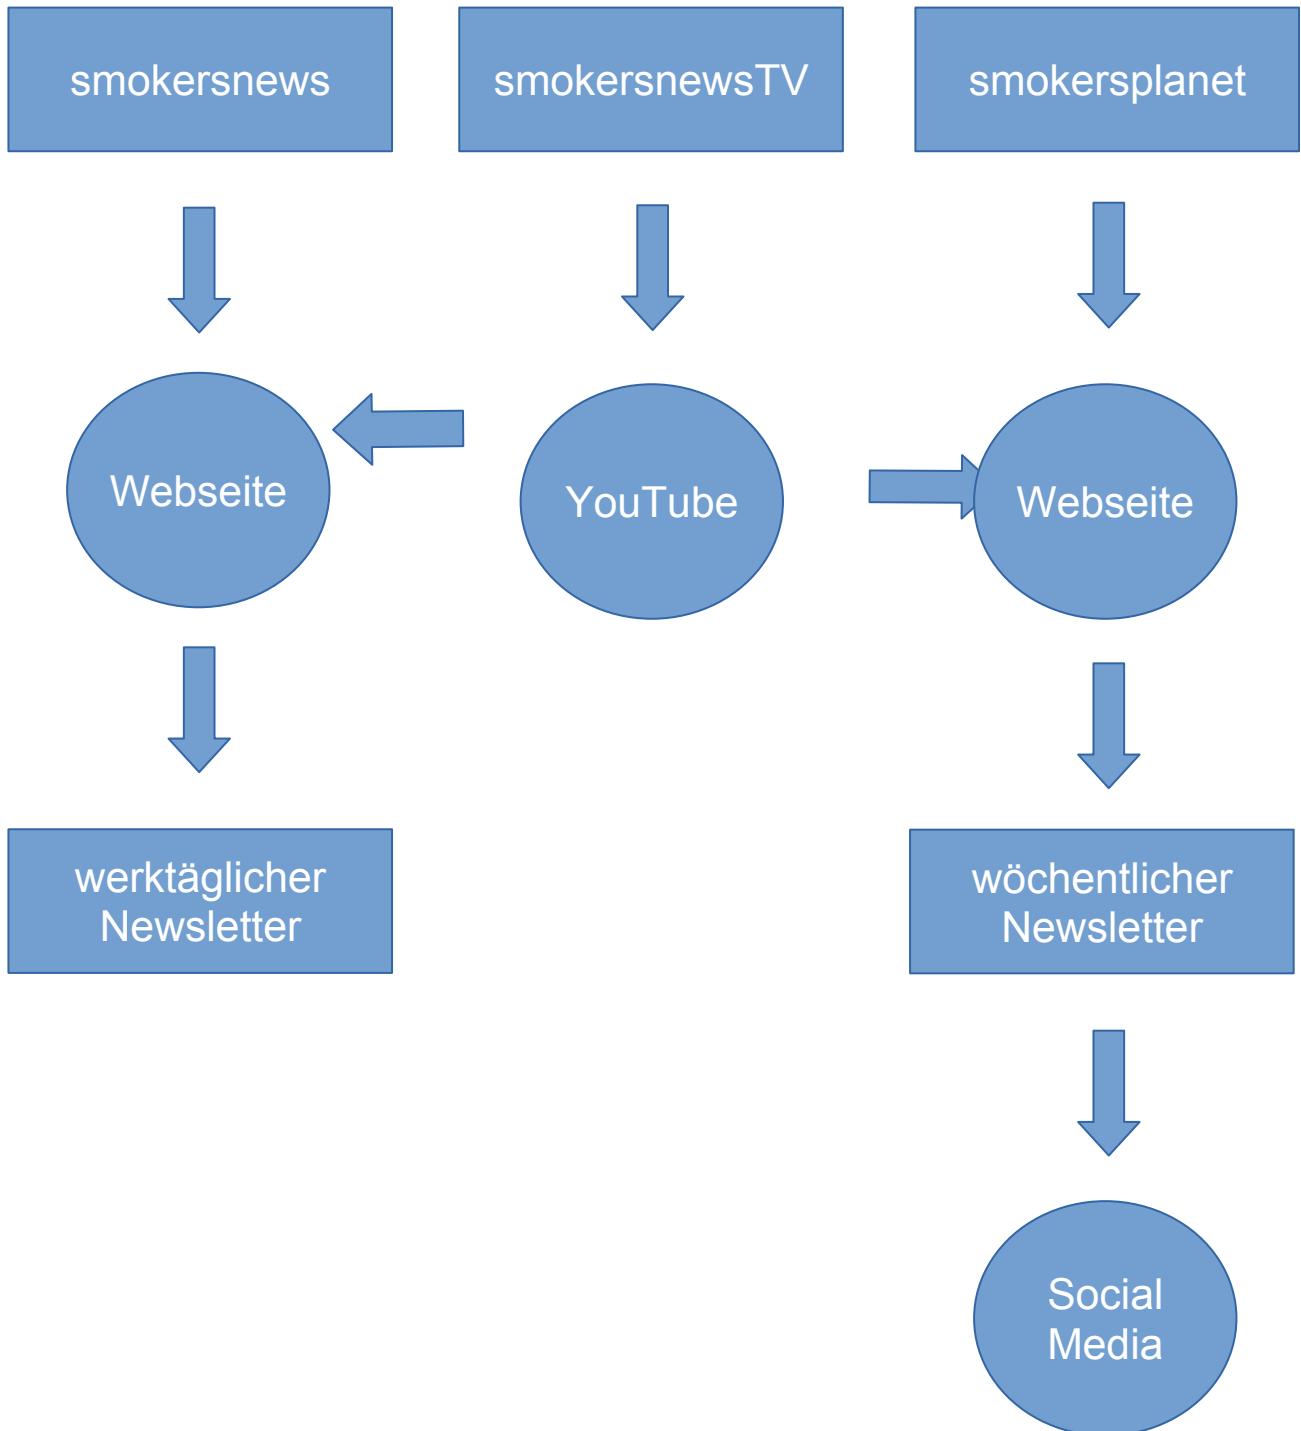 smokersnews
smokersnewsTV
smokersplanet
Webseite
YouTube
Webseite
werktäglicher
Newsletter
wöchentlicher
Newsletter
Social
Media